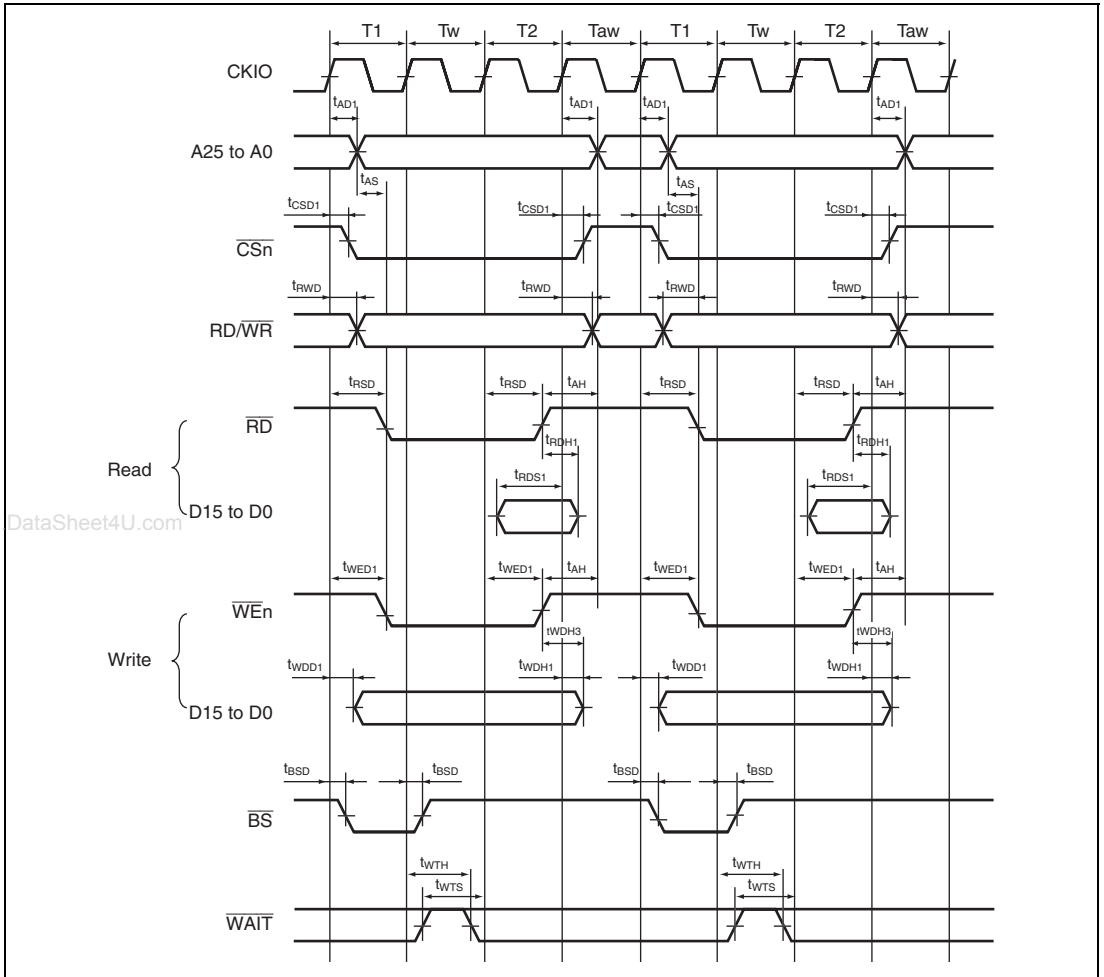 T1 Tw T2 Taw T1 Tw T2 Taw
CKIO
tAD1 tAD1 tAD1 tAD1
A25 to A0
tAS tAS
tCSD1 tCSD1 tCSD1 tCSD1
CSn
tRWD tRWD tRWD tRWD
RD/WR
tRSD tRSD tAH tRSD tRSD tAH
RD
tRDH1 tRDH1
Read
tRDS1 tRDS1
D15 to D0
DataSheet4U.com
tWED1 tWED1 tAH tWED1 tWED1 tAH
WEn
tWDH3 tWDH3
Write
tWDD1 tWDH1 tWDD1 tWDH1
D15 to D0
tBSD tBSD tBSD tBSD
BS
tWTH tWTH
tWTS tWTS
WAIT